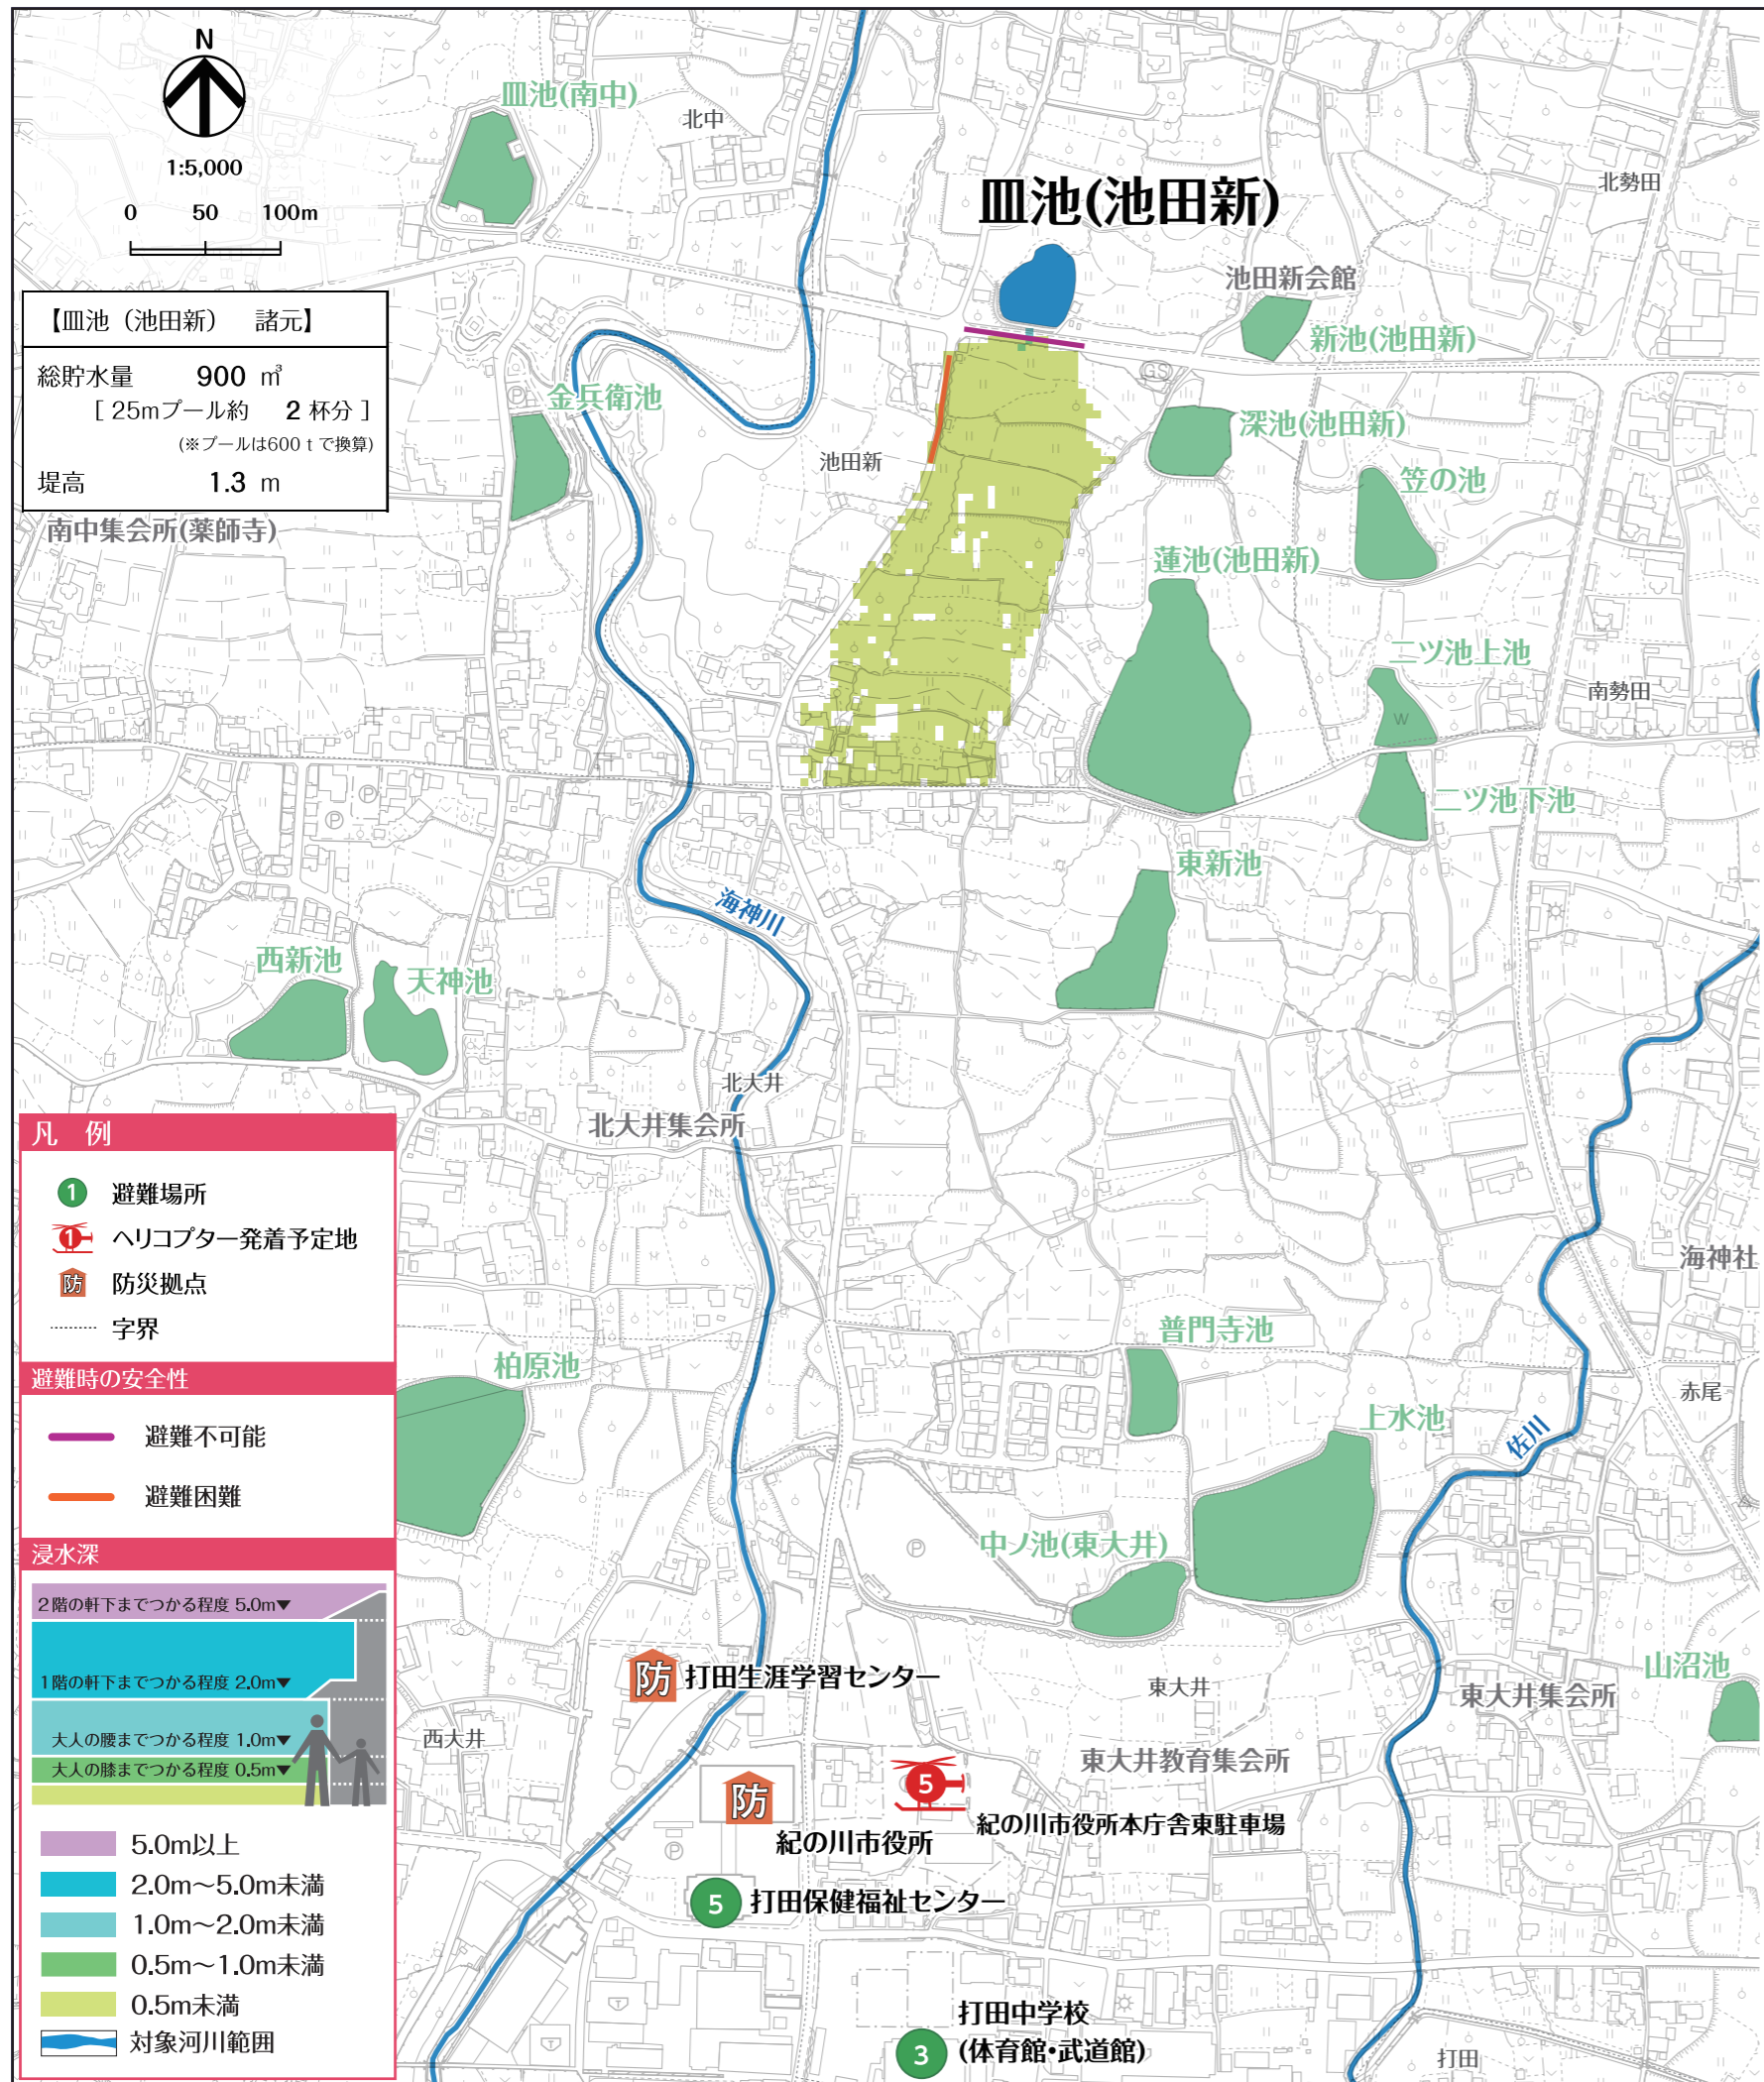 N
1:5,000
0 50 100m
【皿池（池田新） 諸元】
総貯水量 900 ㎥
[ 25mプール約 2 杯分 ]
(※プールは600ｔで換算)
堤高 1.3 m
皿池(南中)
北中
皿池(池田新)
北勢田
池田新会館
新池(池田新)
GS
P
金兵衛池
深池(池田新)
池田新
笠の池
南中集会所(薬師寺)
蓮池(池田新)
二ツ池上池
W
南勢田
P
P
二ツ池下池
東新池
海神川
西新池
天神池
北大井
北大井集会所
海神社
普門寺池
柏原池
赤尾
上水池
佐川
中ノ池(東大井)
P
防 打田生涯学習センター
東大井
山沼池
東大井集会所
西大井
東大井教育集会所
防
紀の川市役所
5
紀の川市役所本庁舎東駐車場
P
5 打田保健福祉センター
打田中学校
3 (体育館・武道館)
打田
凡 例
1 避難場所
1 ヘリコプター発着予定地
防 防災拠点
字界
避難時の安全性
避難不可能
避難困難
浸水深
２階の軒下までつかる程度 5.0m▼
１階の軒下までつかる程度 2.0m▼
大人の腰までつかる程度 1.0m▼
大人の膝までつかる程度 0.5m▼
5.0m以上
2.0m～5.0m未満
1.0m～2.0m未満
0.5m～1.0m未満
0.5m未満
対象河川範囲